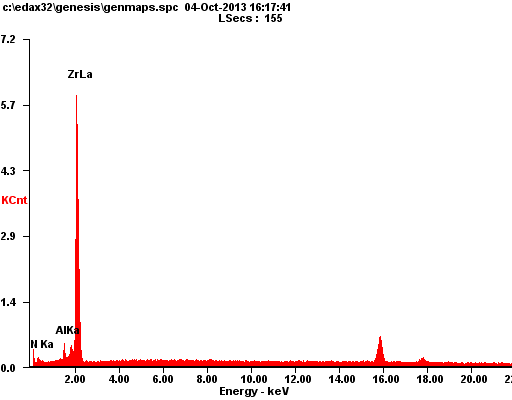 c:\edax32\genesis\genmaps.spc 04-Oct-2013 16:17:41
LSecs : 155
7.2
ZrLa
5.7
4.3
KCnt
2.9
1.4
AlKa
N Ka
0.0
2.00 4.00 6.00 8.00 10.00 12.00 14.00 16.00 18.00 20.00 22
Energy - keV